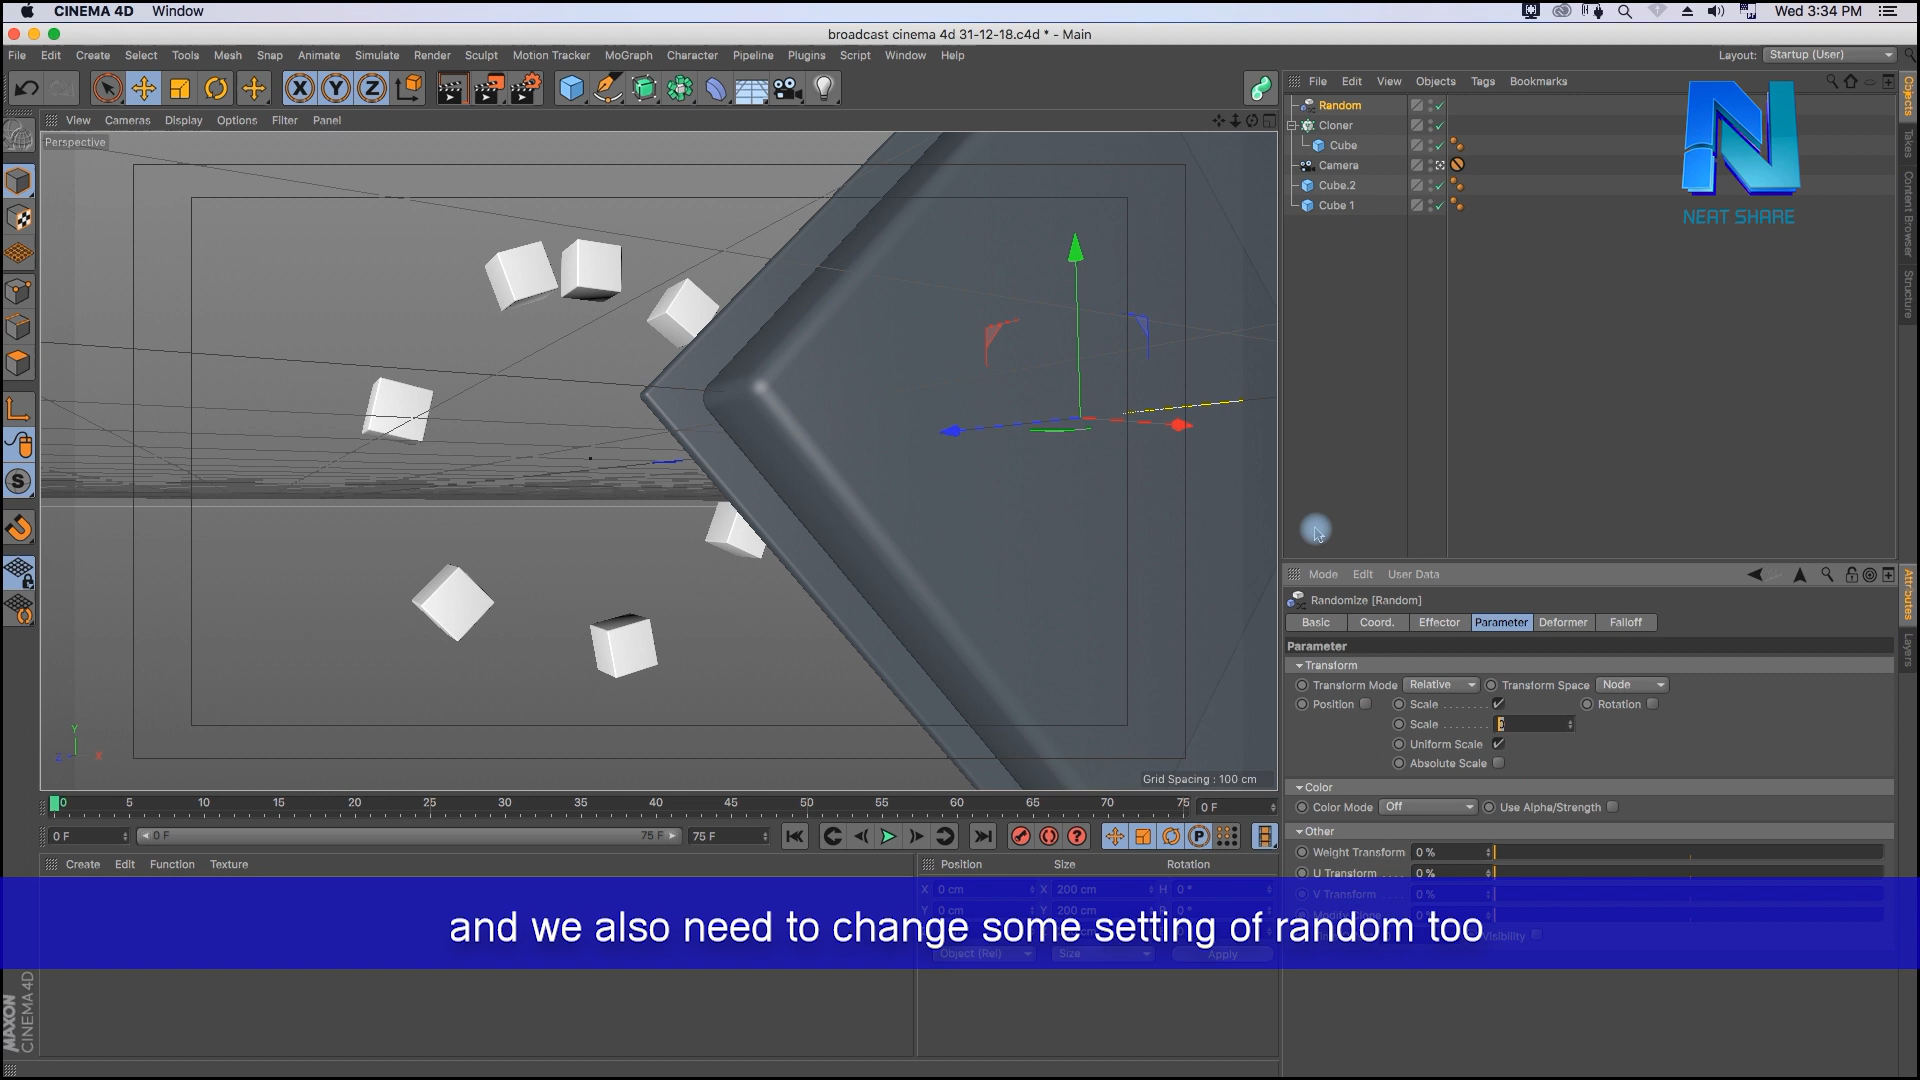 CINEMA 4D Window
Wed 3:34 PM
broadcast cinema 4d 31-12-18.c4d * - Main
File Edit Create Select Tools Mesh Snap Animate Simulate Render Sculpt Motion Tracker MoGraph Character Pipeline Plugins Script Window Help
Layout: Startup (User)
X Y Z
File Edit View Objects Tags Bookmarks
View Cameras Display Options Filter Panel
Perspective
Random
Cloner
Cube
Camera
Cube.2
Cube 1
NEAT SHARE
Objects
Takes
Content Browser
Structure
Mode Edit User Data
Randomize [Random]
Basic Coord. Effector Parameter Deformer Falloff
Parameter
Transform
Transform Mode Relative Transform Space Node
Position Scale Rotation
Scale
Uniform Scale
Absolute Scale
Color
Color Mode Off Use Alpha/Strength
Other
Weight Transform 0 %
U Transform 0 %
V Transform 0 %
Attributes
Layers
Y
Z X
Grid Spacing : 100 cm
0 5 10 15 20 25 30 35 40 45 50 55 60 65 70 75 0 F
0 F 0 F 75 F 75 F
Create Edit Function Texture
Position Size Rotation
X 0 cm X 200 cm H 0 °
Y 0 cm Y 200 cm 0 °
and we also need to change some setting of random too
Visibility
Object (Rel) Size Apply
MAXON
CINEMA 4D